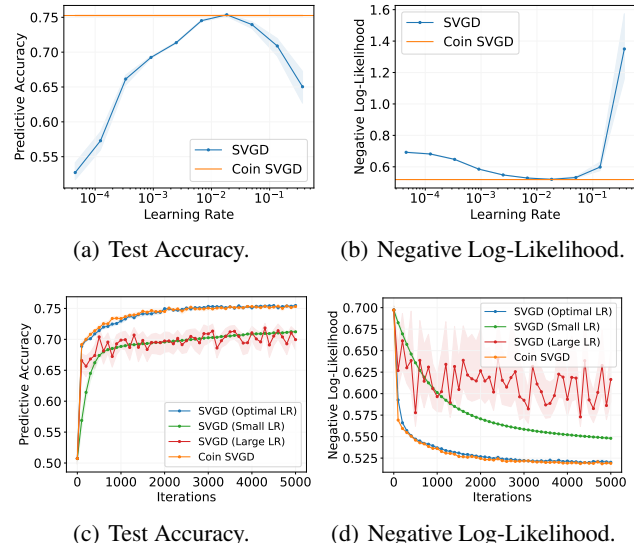 0.75
0.70
0.65
0.60
0.55
Predictive Accuracy
SVGD
Coin SVGD
10⁻⁴ 10⁻³ 10⁻² 10⁻¹
Learning Rate
(a) Test Accuracy.
1.6
1.4
1.2
1.0
0.8
0.6
Negative Log-Likelihood
SVGD
Coin SVGD
10⁻⁴ 10⁻³ 10⁻² 10⁻¹
Learning Rate
(b) Negative Log-Likelihood.
0.75
0.70
0.65
0.60
0.55
0.50
Predictive Accuracy
SVGD (Optimal LR)
SVGD (Small LR)
SVGD (Large LR)
Coin SVGD
0 1000 2000 3000 4000 5000
Iterations
(c) Test Accuracy.
0.700
0.675
0.650
0.625
0.600
0.575
0.550
0.525
Negative Log-Likelihood
SVGD (Optimal LR)
SVGD (Small LR)
SVGD (Large LR)
Coin SVGD
0 1000 2000 3000 4000 5000
Iterations
(d) Negative Log-Likelihood.